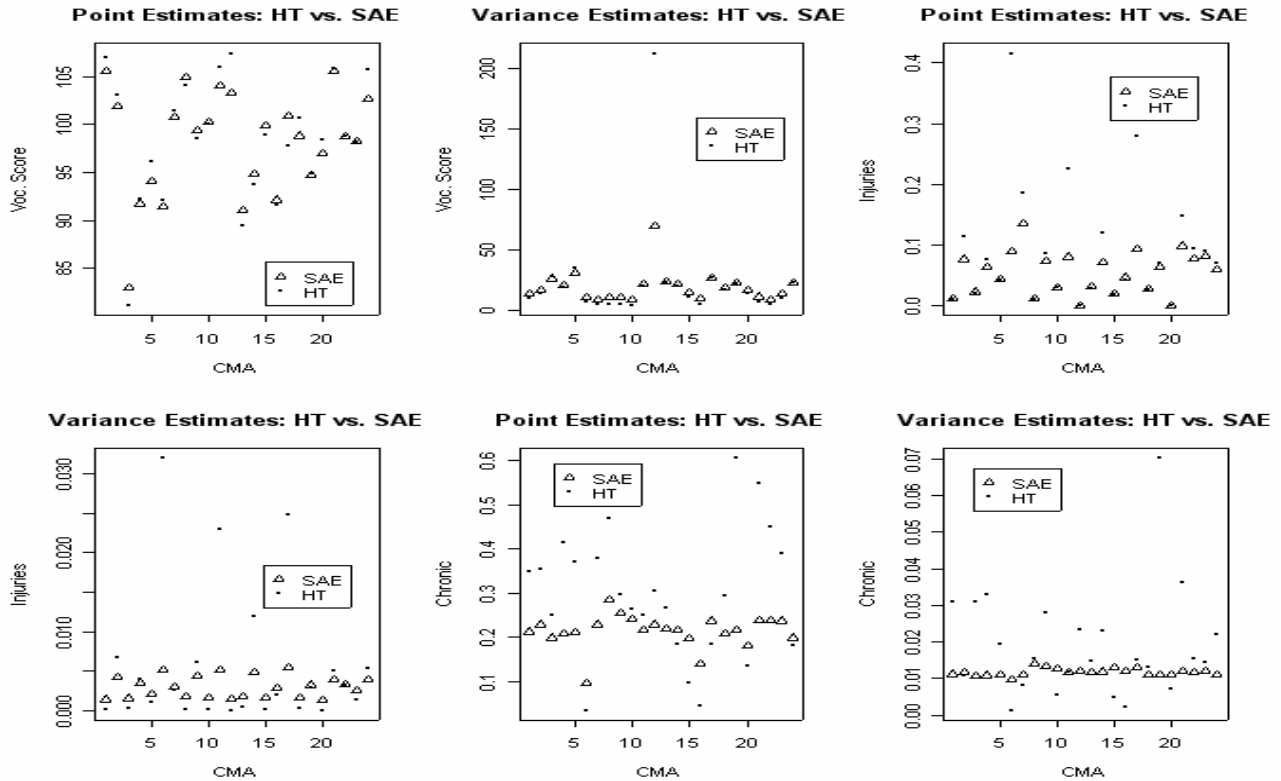 Point Estimates: HT vs. SAE
Voc. Score
105
100
95
90
85
SAE
HT
5 10 15 20
CMA
Variance Estimates: HT vs. SAE
Voc. Score
200
150
100
50
0
SAE
HT
5 10 15 20
CMA
Point Estimates: HT vs. SAE
Injuries
0.4
0.3
0.2
0.1
0.0
SAE
HT
5 10 15 20
CMA
Variance Estimates: HT vs. SAE
Injuries
0.030
0.020
0.010
0.000
SAE
HT
5 10 15 20
CMA
Point Estimates: HT vs. SAE
Chronic
0.6
0.5
0.4
0.3
0.2
0.1
SAE
HT
5 10 15 20
CMA
Variance Estimates: HT vs. SAE
Chronic
0.07
0.06
0.05
0.04
0.03
0.02
0.01
0.00
SAE
HT
5 10 15 20
CMA